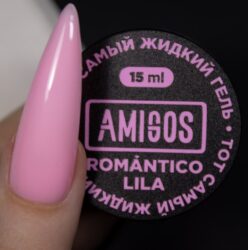 САМЫЙ ЖИДКИЙ ГЕЛЬ • ТОТ САМЫЙ ЖИДКИЙ
15 ml
AMIGOS
ROMÁNTICO
LILA